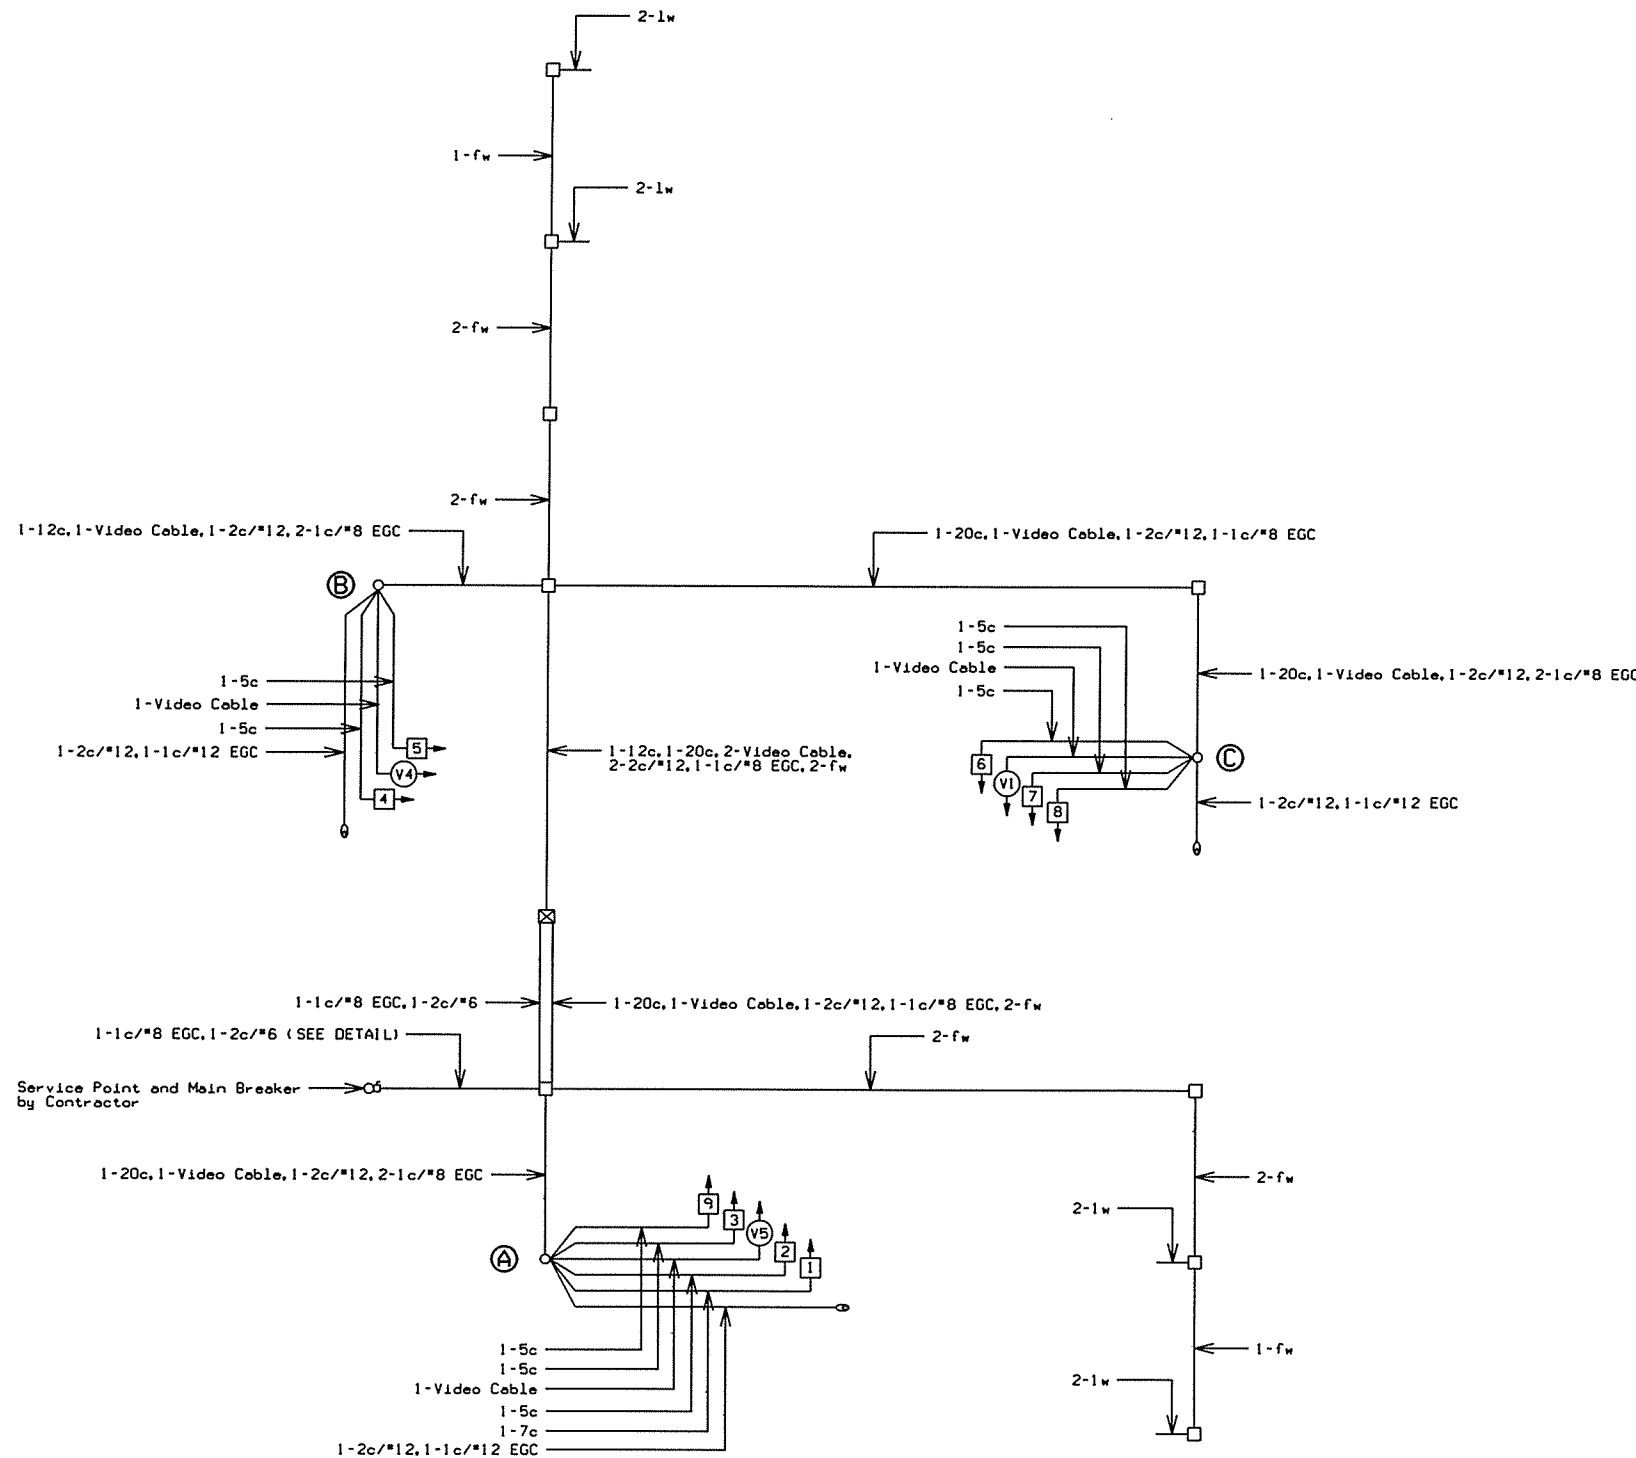 2-lw
1-fw
2-lw
2-fw
2-fw
1-12c,1-Video Cable,1-2c/#12,2-1c/#8 EGC
1-20c,1-Video Cable,1-2c/#12,1-1c/#8 EGC
B
1-5c
1-5c
1-Video Cable
1-5c
1-20c,1-Video Cable,1-2c/#12,2-1c/#8 EGC
1-5c
1-Video Cable
1-5c
1-2c/#12,1-1c/#12 EGC
5
V4
4
1-12c,1-20c,2-Video Cable,
2-2c/#12,1-1c/#8 EGC,2-fw
6
V1
7
8
C
1-2c/#12,1-1c/#12 EGC
1-1c/#8 EGC,1-2c/#6
1-20c,1-Video Cable,1-2c/#12,1-1c/#8 EGC,2-fw
1-1c/#8 EGC,1-2c/#6 (SEE DETAIL)
2-fw
Service Point and Main Breaker
by Contractor
1-20c,1-Video Cable,1-2c/#12,2-1c/#8 EGC
2-fw
9
3
V5
2
1
2-lw
A
1-5c
1-5c
1-Video Cable
1-5c
1-7c
1-2c/#12,1-1c/#12 EGC
1-fw
2-lw